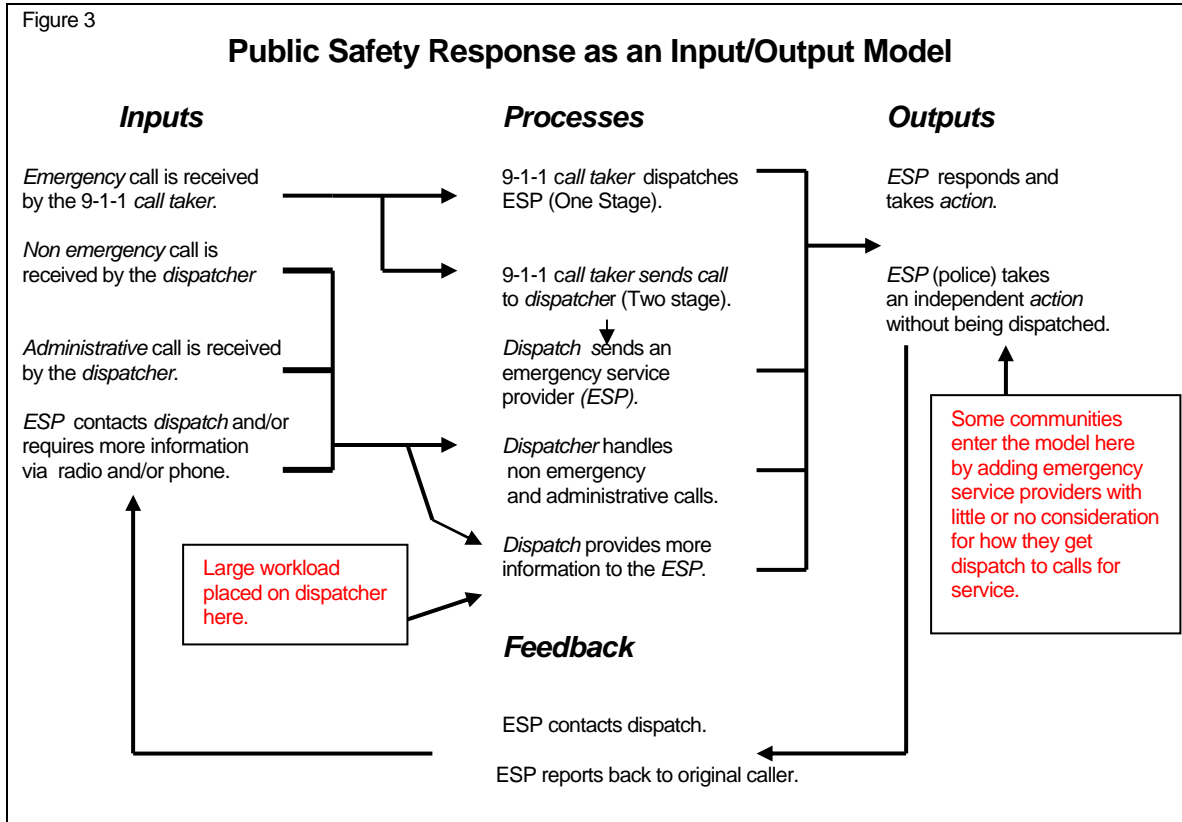 Figure 3
Public Safety Response as an Input/Output Model
Inputs
Emergency call is received
by the 9-1-1 call taker.
Non emergency call is
received by the dispatcher
Administrative call is received
by the dispatcher.
ESP contacts dispatch and/or
requires more information
via radio and/or phone.
Large workload
placed on dispatcher
here.
Processes
9-1-1 call taker dispatches
ESP (One Stage).
9-1-1 call taker sends call
to dispatcher (Two stage).
Dispatch sends an
emergency service
provider (ESP).
Dispatcher handles
non emergency
and administrative calls.
Dispatch provides more
information to the ESP.
Outputs
ESP responds and
takes action.
ESP (police) takes
an independent action
without being dispatched.
Some communities
enter the model here
by adding emergency
service providers with
little or no consideration
for how they get
dispatch to calls for
service.
Feedback
ESP contacts dispatch.
ESP reports back to original caller.